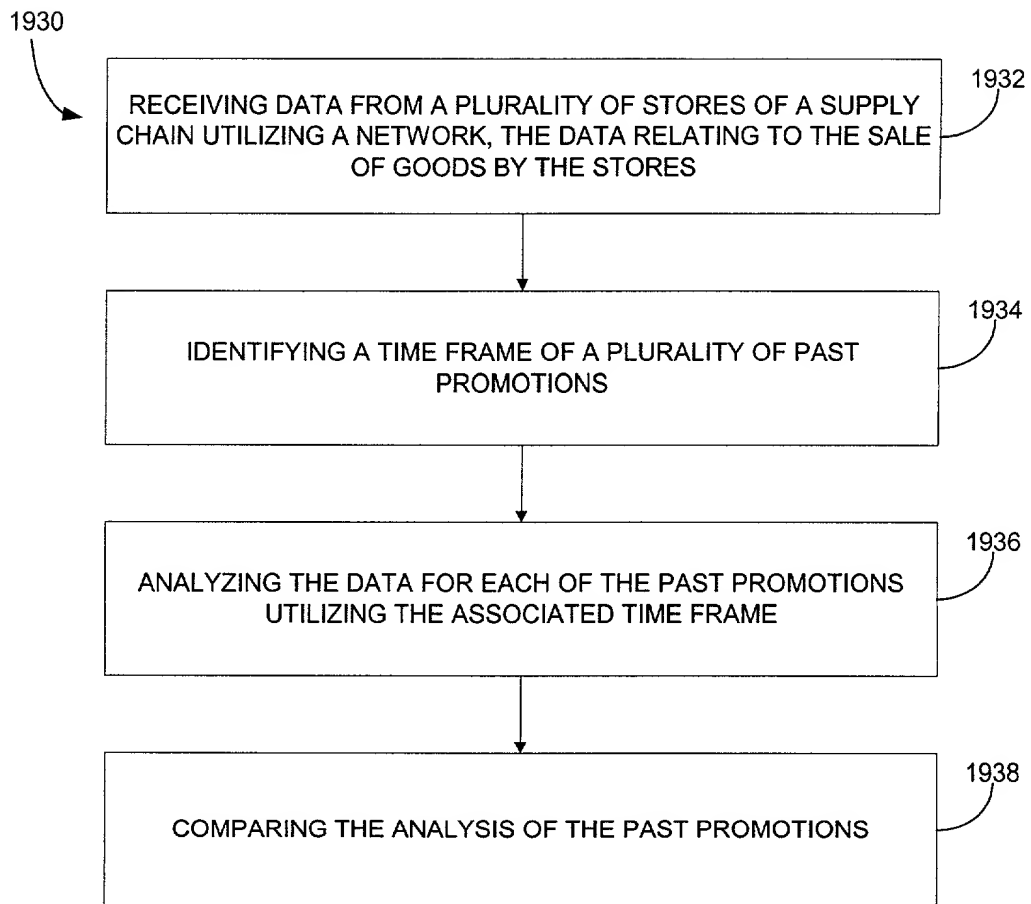 1930
RECEIVING DATA FROM A PLURALITY OF STORES OF A SUPPLY
CHAIN UTILIZING A NETWORK, THE DATA RELATING TO THE SALE
OF GOODS BY THE STORES
1932
IDENTIFYING A TIME FRAME OF A PLURALITY OF PAST
PROMOTIONS
1934
ANALYZING THE DATA FOR EACH OF THE PAST PROMOTIONS
UTILIZING THE ASSOCIATED TIME FRAME
1936
COMPARING THE ANALYSIS OF THE PAST PROMOTIONS
1938